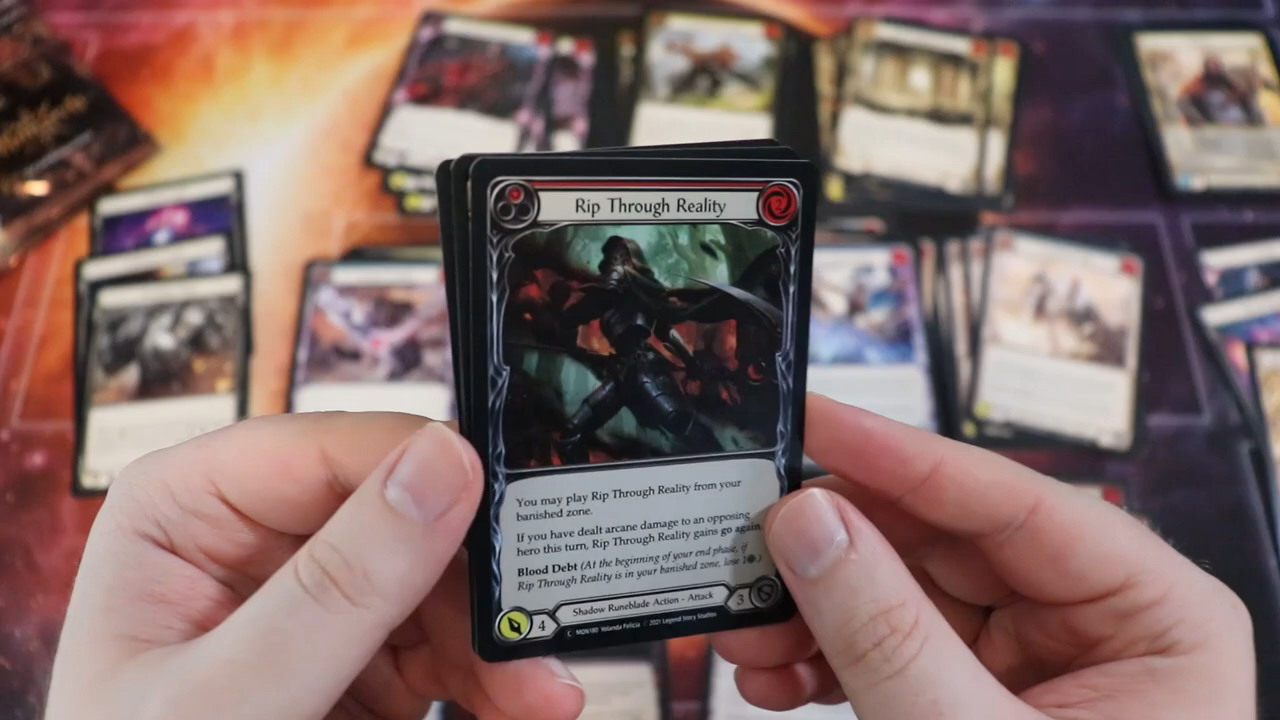 Rip Through Reality
You may play Rip Through Reality from your
banished zone.
If you have dealt arcane damage to an opposing
hero this turn, Rip Through Reality gains go again.
Blood Debt (At the beginning of your end phase, if
Rip Through Reality is in your banished zone, lose 1.)
4
Shadow Runeblade Action – Attack
3
C MON180 Yolanda Felicia © 2021 Legend Story Studios